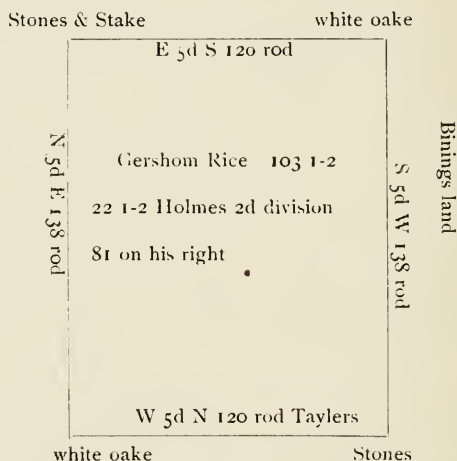 Stones & Stake white oake
E 5d S 120 rod
N 5d E 138 rod
Gershom Rice 103 1-2
22 1-2 Holmes 2d division
81 on his right
S 5d W 138 rod
Binings land
W 5d N 120 rod Taylers
white oake Stones